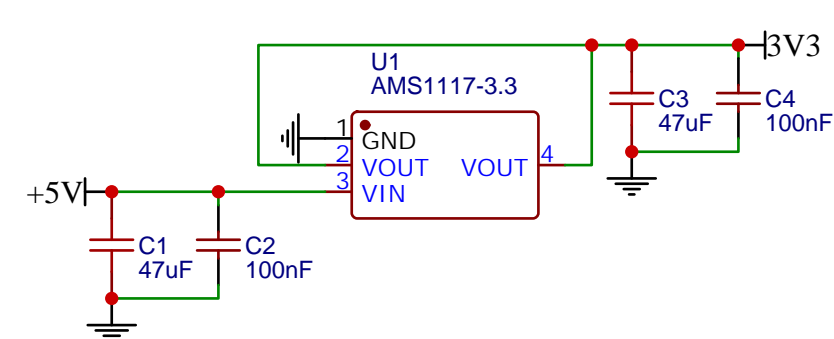 U1
AMS1117-3.3
3V3
C3
47uF
C4
100nF
1
GND
2
VOUT
VOUT
4
3
VIN
+5V
C1
47uF
C2
100nF